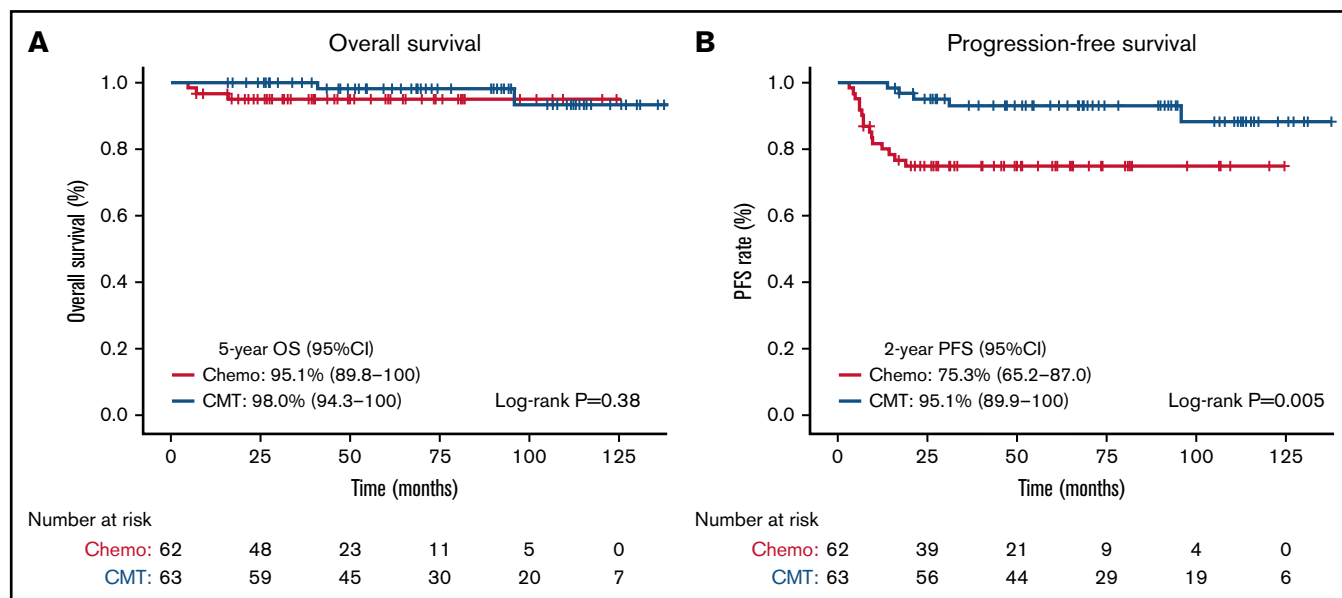 A
Overall survival
1.0
0.8
0.6
0.4
0.2
0.0
Overall survival (%)
5-year OS (95%CI)
Chemo: 95.1% (89.8–100)
CMT: 98.0% (94.3–100)
Log-rank P=0.38
0 25 50 75 100 125
Time (months)
Number at risk
Chemo: 62 48 23 11 5 0
CMT: 63 59 45 30 20 7
B
Progression-free survival
1.0
0.8
0.6
0.4
0.2
0.0
PFS rate (%)
2-year PFS (95%CI)
Chemo: 75.3% (65.2–87.0)
CMT: 95.1% (89.9–100)
Log-rank P=0.005
0 25 50 75 100 125
Time (months)
Number at risk
Chemo: 62 39 21 9 4 0
CMT: 63 56 44 29 19 6